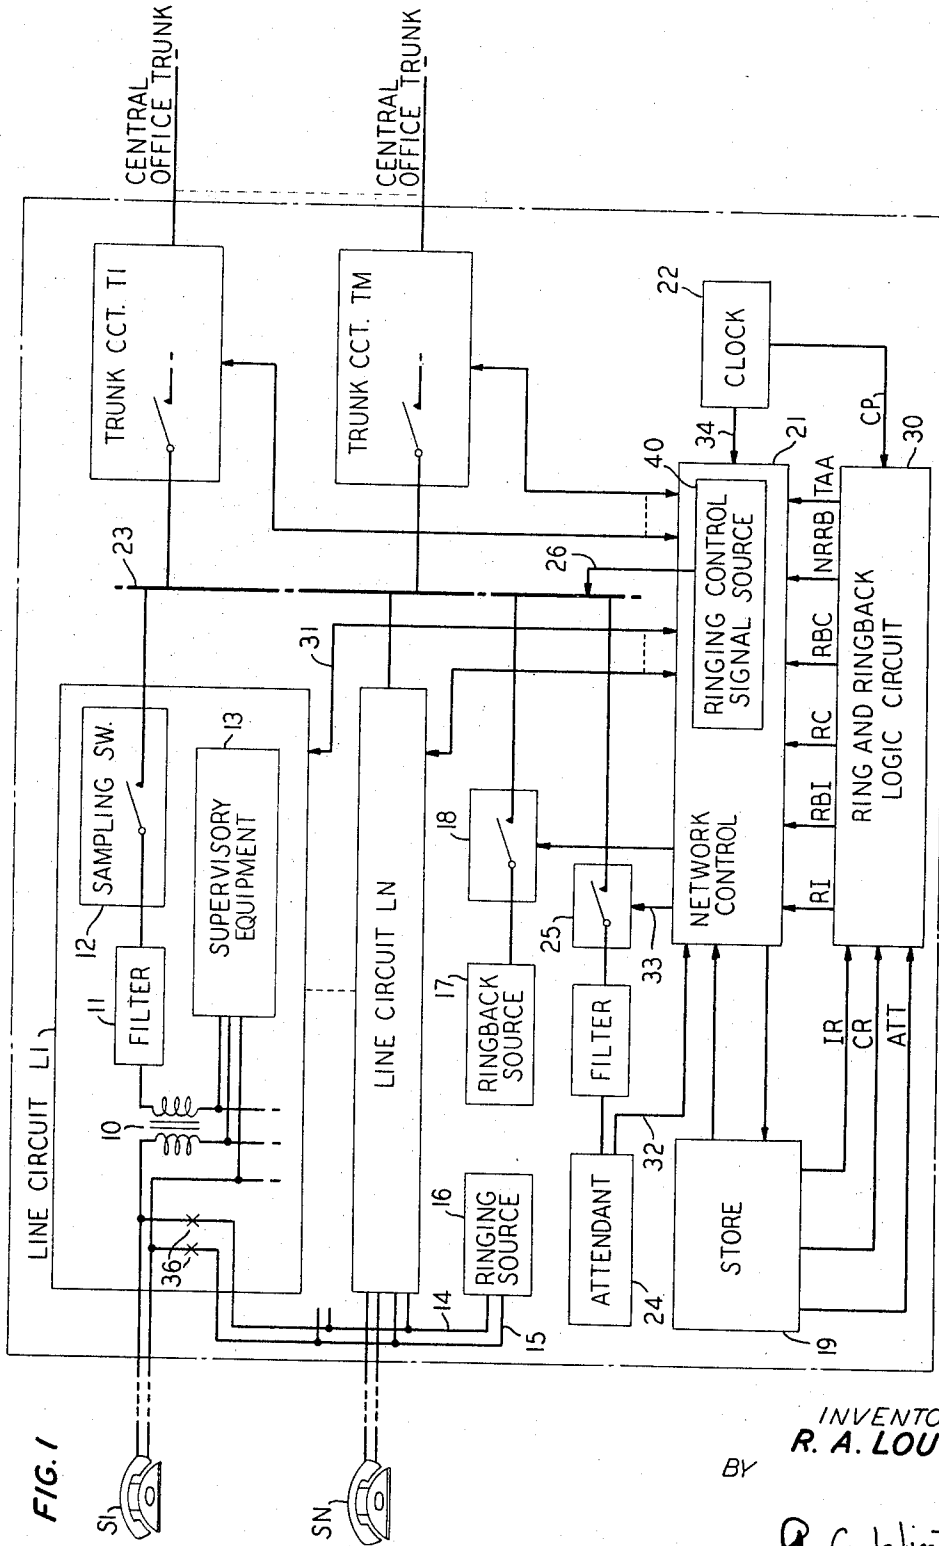 FIG. 1
LINE CIRCUIT L1
S1
SN
10
11
FILTER
12
SAMPLING SW.
13
SUPERVISORY
EQUIPMENT
36
LINE CIRCUIT LN
14
15
16
RINGING
SOURCE
17
RINGBACK
SOURCE
18
23
31
26
TRUNK CCT. T1
TRUNK CCT. TM
CENTRAL
OFFICE TRUNK
CENTRAL
OFFICE TRUNK
ATTENDANT
24
FILTER
25
32
33
STORE
19
NETWORK
CONTROL
21
RINGING CONTROL
SIGNAL SOURCE
40
34
CLOCK
22
CP
IR
CR
ATT
RI
RBI
RC
RBC
NRRB
TAA
RING AND RINGBACK
LOGIC CIRCUIT
30
INVENTO
R. A. LOU
BY